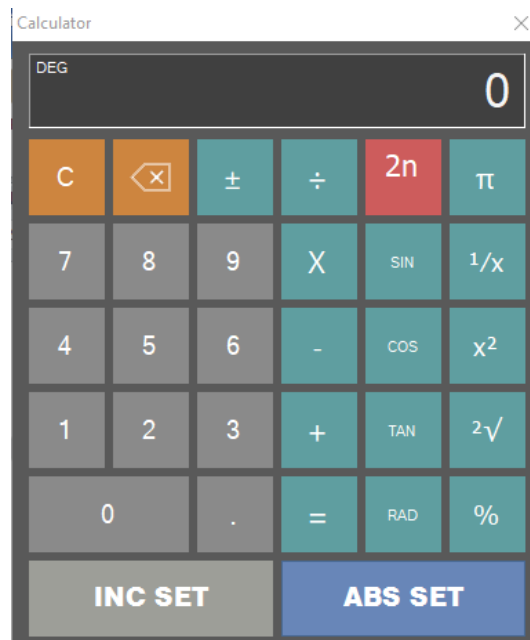 Calculator
DEG
0
C ± ÷ 2n π
7 8 9 X SIN ¹/x
4 5 6 - COS x²
1 2 3 + TAN ²√
0 . = RAD %
INC SET ABS SET